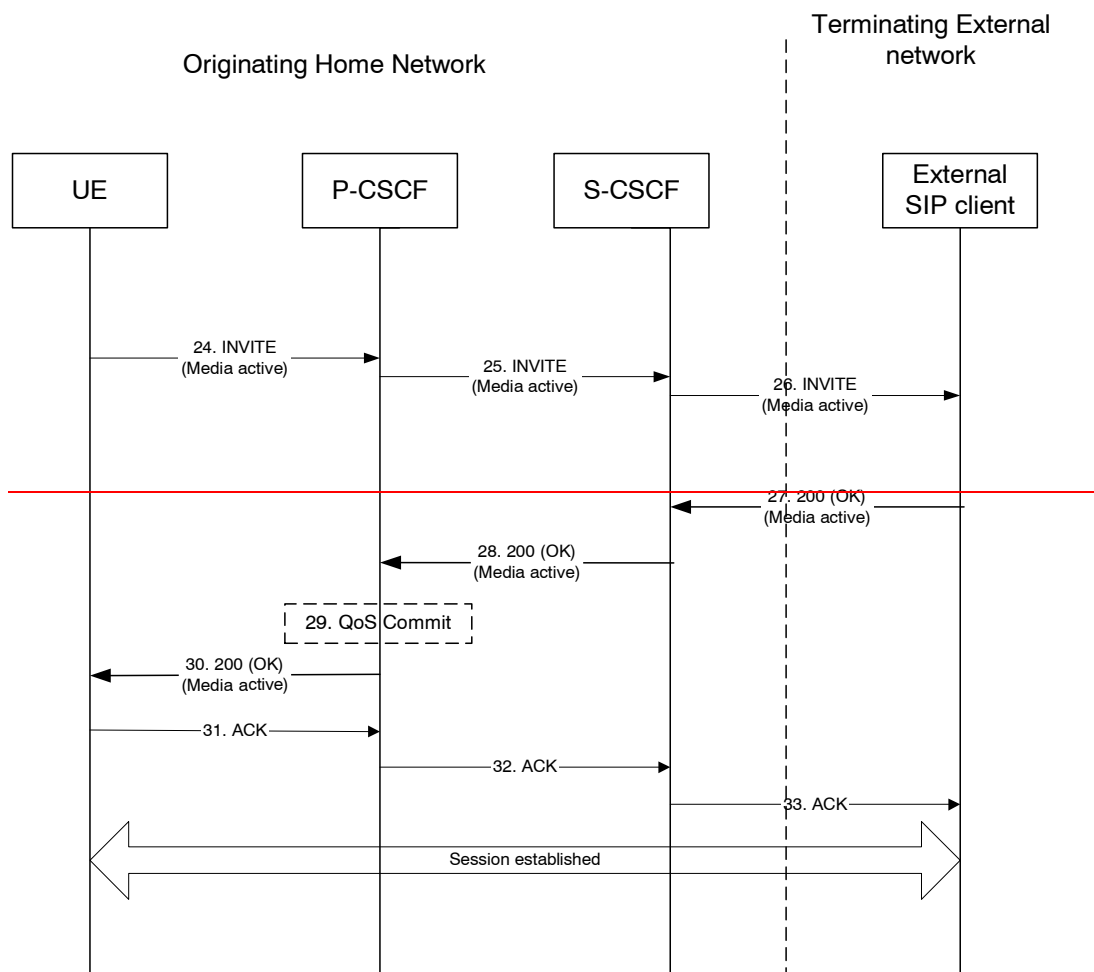 Terminating External
network
Originating Home Network
UE
P-CSCF
S-CSCF
External
SIP client
24. INVITE
(Media active)
25. INVITE
(Media active)
26. INVITE
(Media active)
27. 200 (OK)
(Media active)
28. 200 (OK)
(Media active)
29. QoS Commit
30. 200 (OK)
(Media active)
31. ACK
32. ACK
33. ACK
Session established